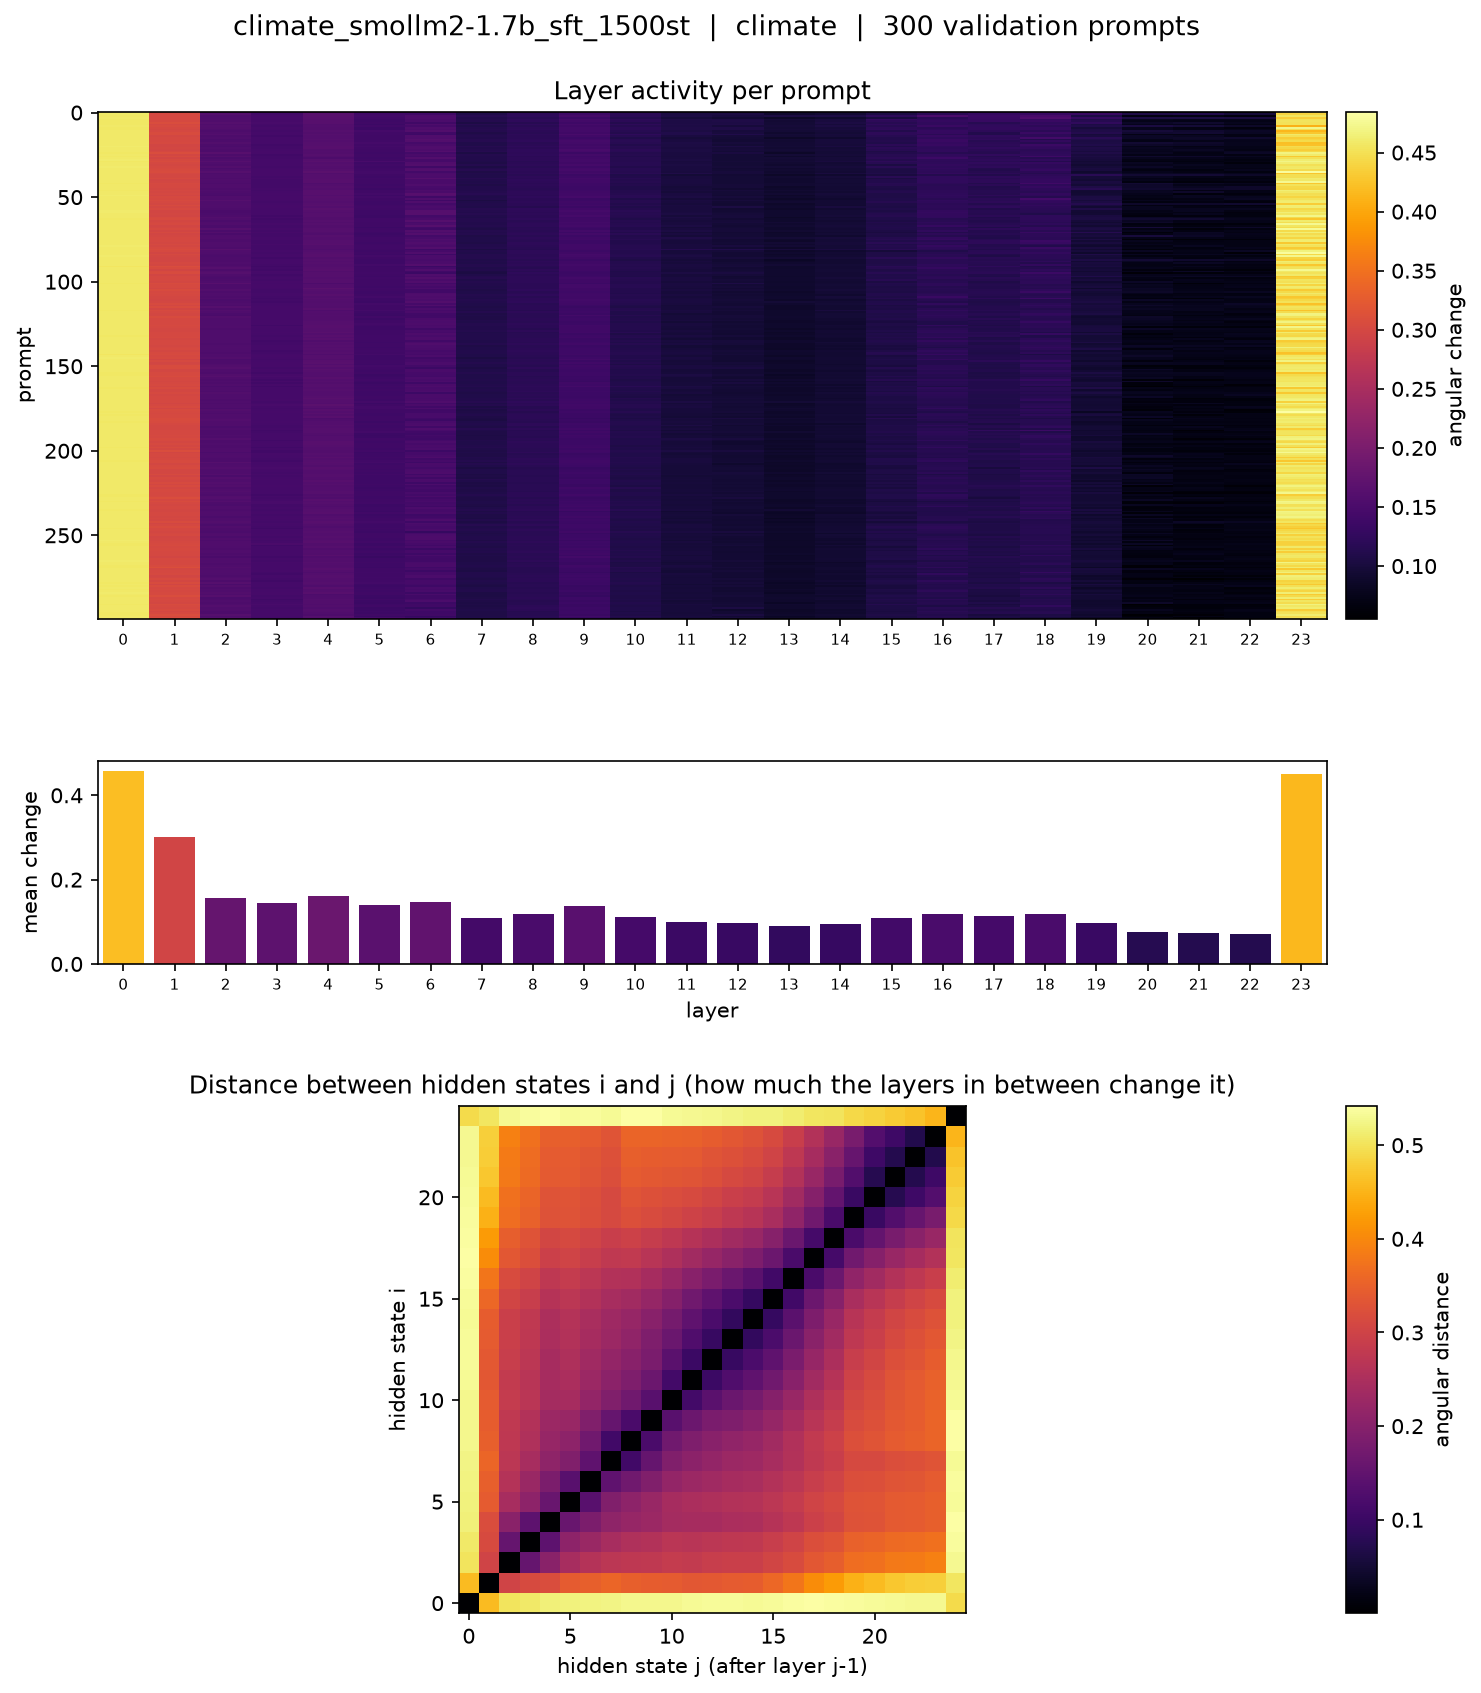 climate_smollm2-1.7b_sft_1500st | climate | 300 validation prompts
Layer activity per prompt
prompt
0
50
100
150
200
250
0 1 2 3 4 5 6 7 8 9 10 11 12 13 14 15 16 17 18 19 20 21 22 23
0.45
0.40
0.35
0.30
0.25
0.20
0.15
0.10
angular change
mean change
0.4
0.2
0.0
0 1 2 3 4 5 6 7 8 9 10 11 12 13 14 15 16 17 18 19 20 21 22 23
layer
Distance between hidden states i and j (how much the layers in between change it)
hidden state i
20
15
10
5
0
0 5 10 15 20
hidden state j (after layer j-1)
0.5
0.4
0.3
0.2
0.1
angular distance